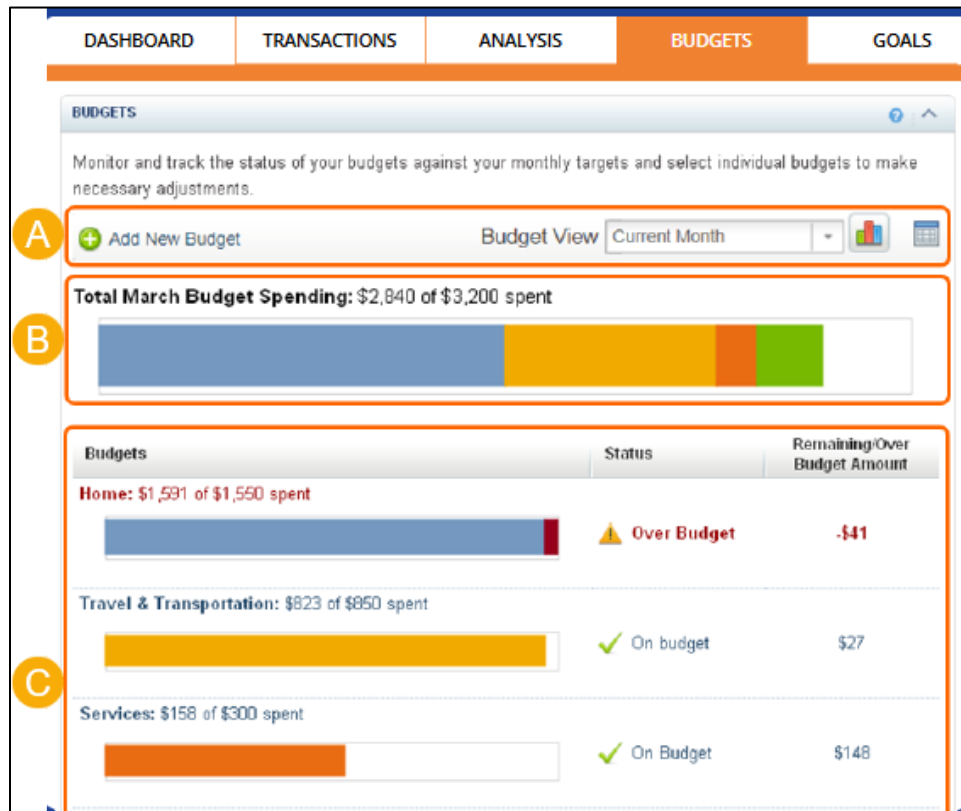 DASHBOARD TRANSACTIONS ANALYSIS BUDGETS GOALS
BUDGETS ?
Monitor and track the status of your budgets against your monthly targets and select individual budgets to make
necessary adjustments.
A
Add New Budget Budget View Current Month
B
Total March Budget Spending: $2,840 of $3,200 spent
C
Budgets Status Remaining/Over
Budget Amount
Home: $1,591 of $1,550 spent
Over Budget -$41
Travel & Transportation: $823 of $850 spent
On budget $27
Services: $158 of $300 spent
On Budget $148